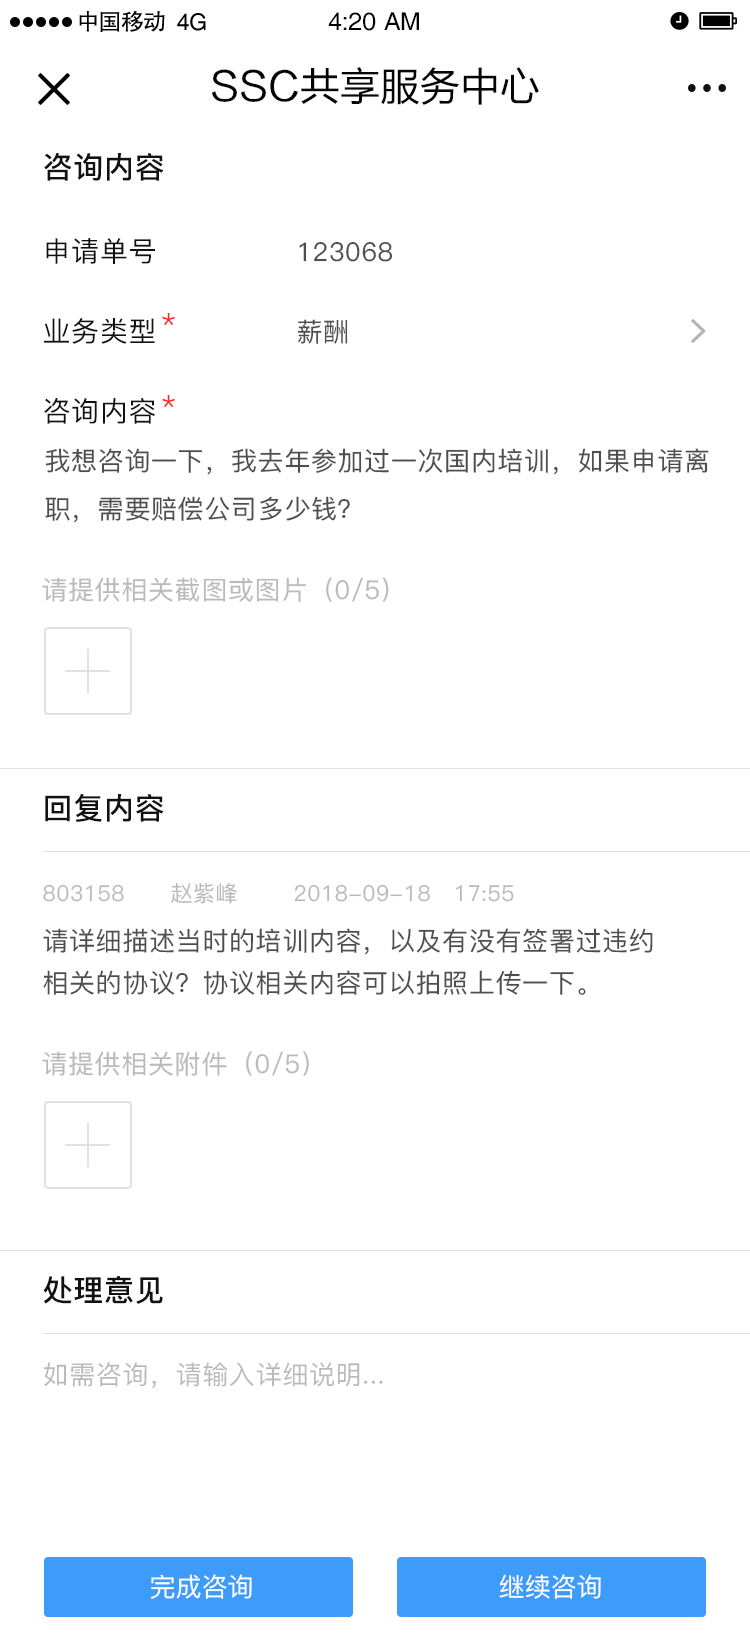 中国移动 4G 4:20 AM
SSC共享服务中心
咨询内容
申请单号 123068
业务类型* 薪酬
咨询内容*
我想咨询一下，我去年参加过一次国内培训，如果申请离
职，需要赔偿公司多少钱？
请提供相关截图或图片（0/5）
回复内容
803158 赵紫峰 2018-09-18 17:55
请详细描述当时的培训内容，以及有没有签署过违约
相关的协议？协议相关内容可以拍照上传一下。
请提供相关附件（0/5）
处理意见
如需咨询，请输入详细说明...
完成咨询 继续咨询